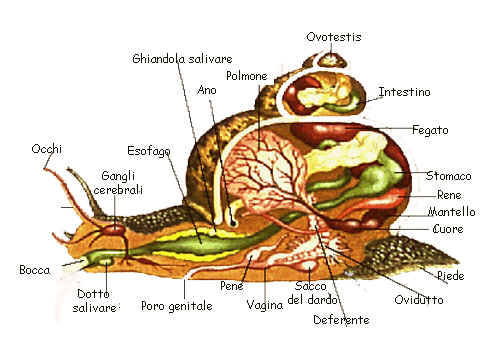 Ovotestis
Ghiandola salivare
Polmone
Ano
Intestino
Fegato
Occhi
Esofago
Gangli
cerebrali
Stomaco
Rene
Mantello
Cuore
Bocca
Piede
Dotto
salivare:
Poro genitale
Pene
Vagina
Sacco
del dardo
Ovidutto
Deferente